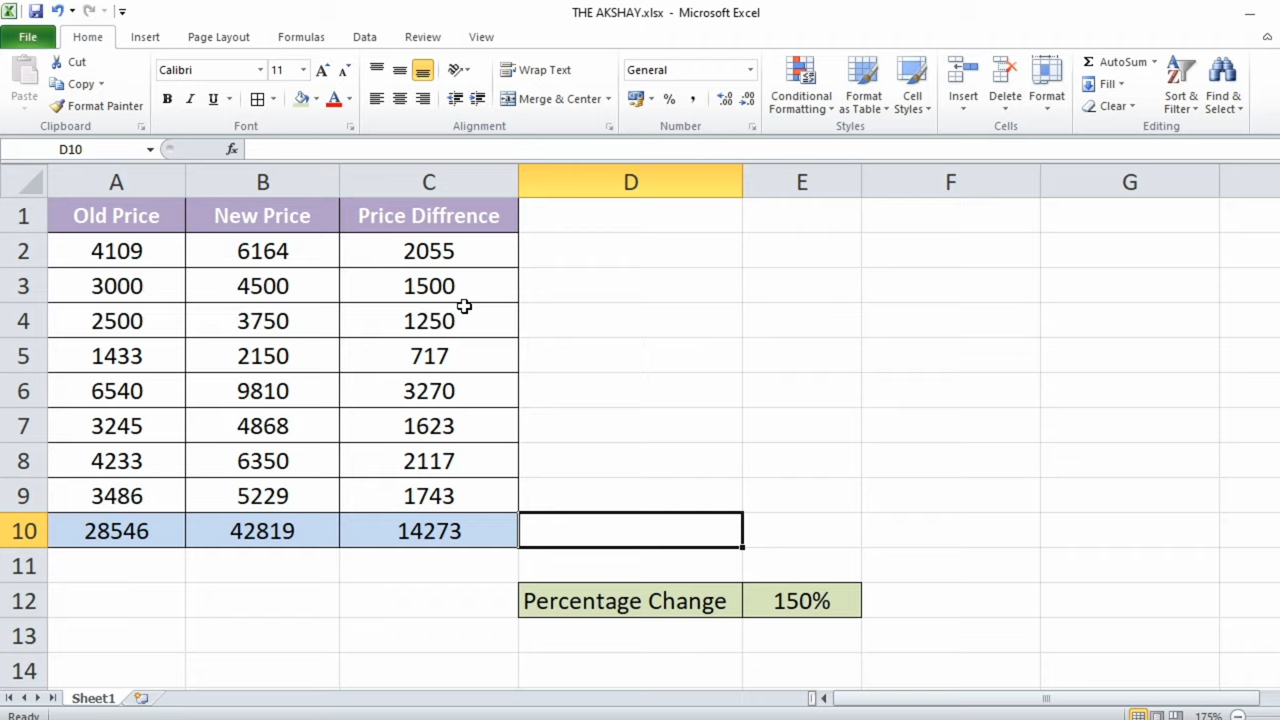 THE AKSHAY.xlsx - Microsoft Excel
File Home Insert Page Layout Formulas Data Review View
Paste Cut Copy Format Painter Clipboard
Calibri 11 A A B I U A Font
Wrap Text Merge & Center Alignment
General % , .0 .00 .00 .0 Number
Conditional Formatting Format as Table Cell Styles Styles
Insert Delete Format Cells
Σ AutoSum Fill Clear Sort & Filter Find & Select Editing
D10 fx
A B C D E F G
1 Old Price New Price Price Diffrence
2 4109 6164 2055
3 3000 4500 1500
4 2500 3750 1250
5 1433 2150 717
6 6540 9810 3270
7 3245 4868 1623
8 4233 6350 2117
9 3486 5229 1743
10 28546 42819 14273
11
12 Percentage Change 150%
13
14
Sheet1
Ready 175%